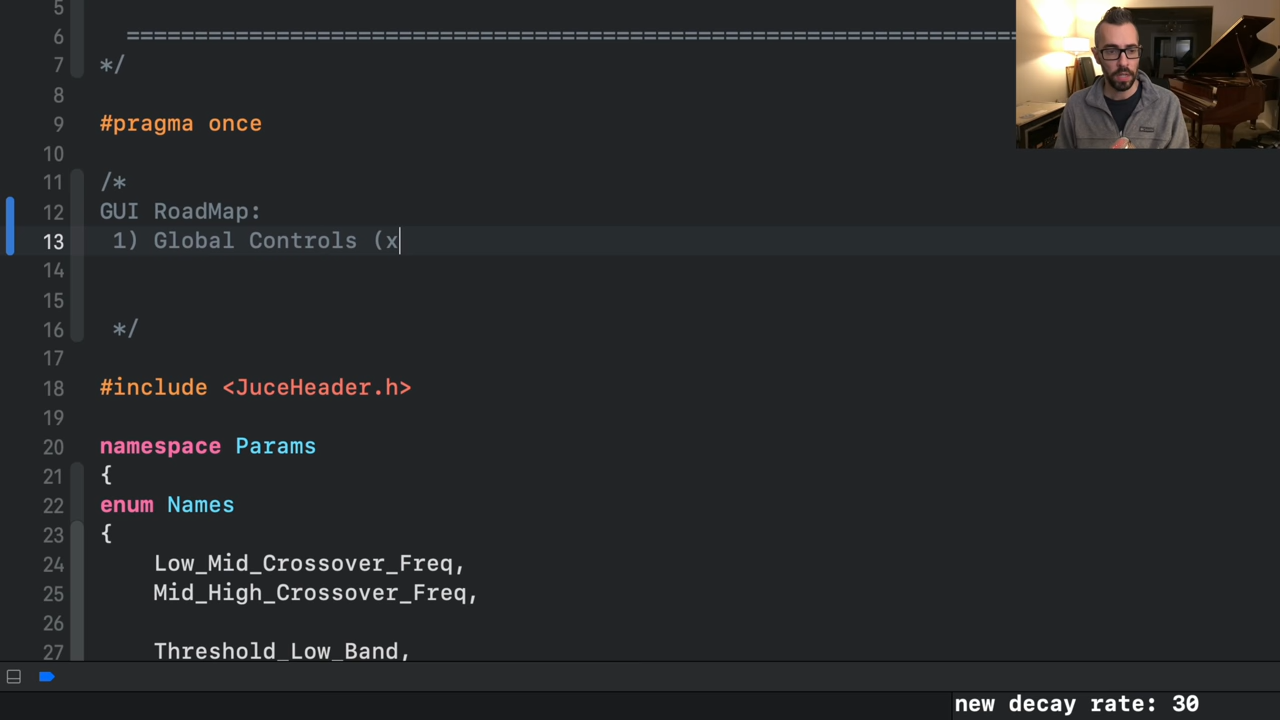 5
6 ==================================================================
7 */
8
9 #pragma once
10
11 /*
12 GUI RoadMap:
13 1) Global Controls (x
14
15
16 */
17
18 #include <JuceHeader.h>
19
20 namespace Params
21 {
22 enum Names
23 {
24 Low_Mid_Crossover_Freq,
25 Mid_High_Crossover_Freq,
26
27 Threshold_Low_Band,
new decay rate: 30